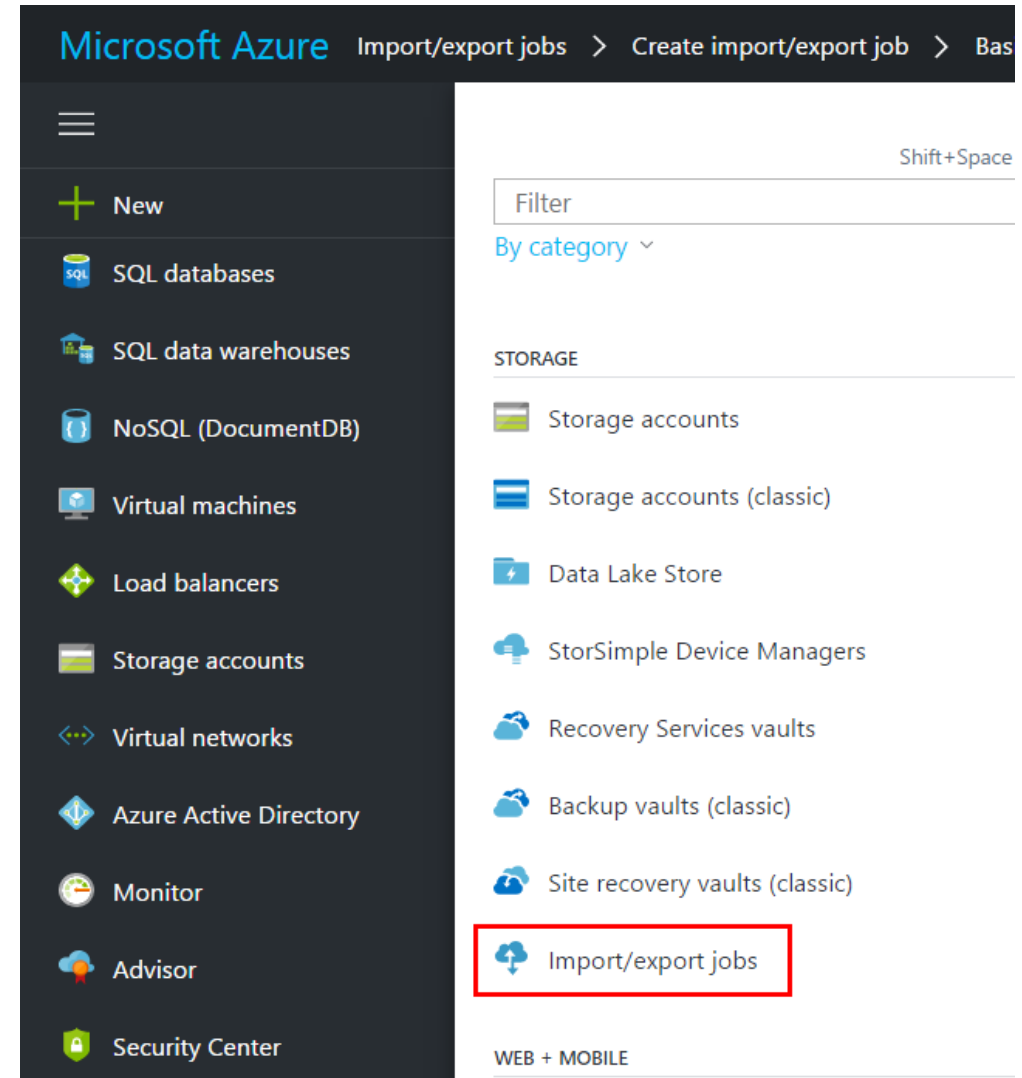 Microsoft Azure Import/export jobs > Create import/export job > Bas
Shift+Space
New
Filter
By category
SQL databases
SQL data warehouses
NoSQL (DocumentDB)
Virtual machines
Load balancers
Storage accounts
Virtual networks
Azure Active Directory
Monitor
Advisor
Security Center
STORAGE
Storage accounts
Storage accounts (classic)
Data Lake Store
StorSimple Device Managers
Recovery Services vaults
Backup vaults (classic)
Site recovery vaults (classic)
Import/export jobs
WEB + MOBILE